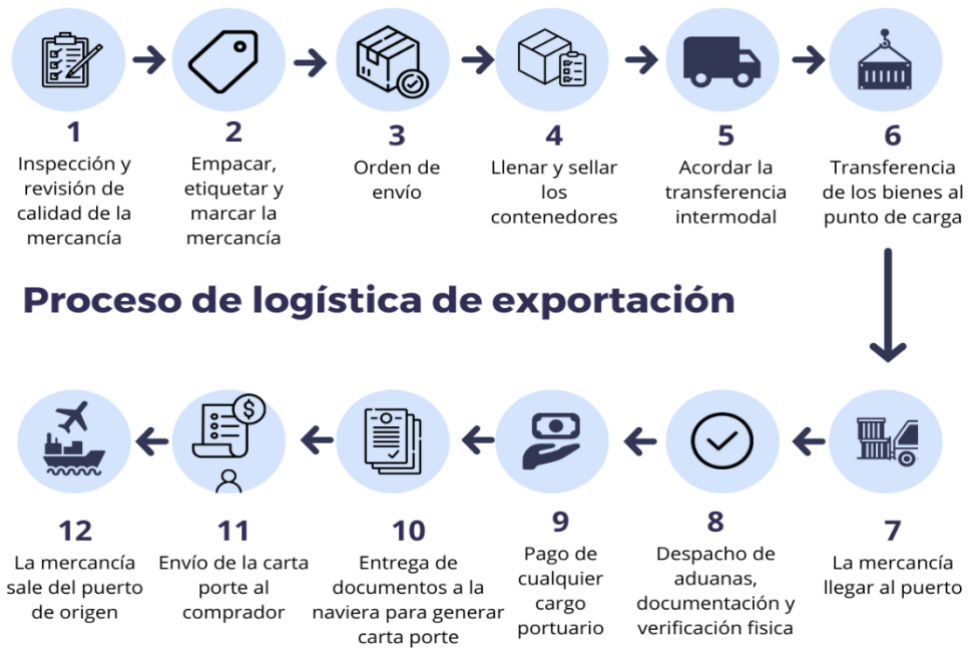 1
Inspección y
revisión de
calidad de la
mercancía
2
Empacar,
etiquetar y
marcar la
mercancía
3
Orden de
envío
4
Llenar y sellar
los
contenedores
5
Acordar la
transferencia
intermodal
6
Transferencia
de los bienes al
punto de carga
Proceso de logística de exportación
7
La mercancía
llegar al puerto
8
Despacho de
aduanas,
documentación y
verificación fisica
9
Pago de
cualquier
cargo
portuario
10
Entrega de
documentos a la
naviera para generar
carta porte
$
11
Envío de la carta
porte al
comprador
12
La mercancía
sale del puerto
de origen